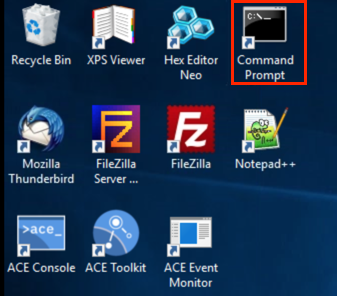 C:\_
Recycle Bin
XPS Viewer
Hex Editor
Neo
Command
Prompt
Mozilla
Thunderbird
FileZilla
Server ...
FileZilla
Notepad++
>ace_
ACE Console
ACE Toolkit
ACE Event
Monitor